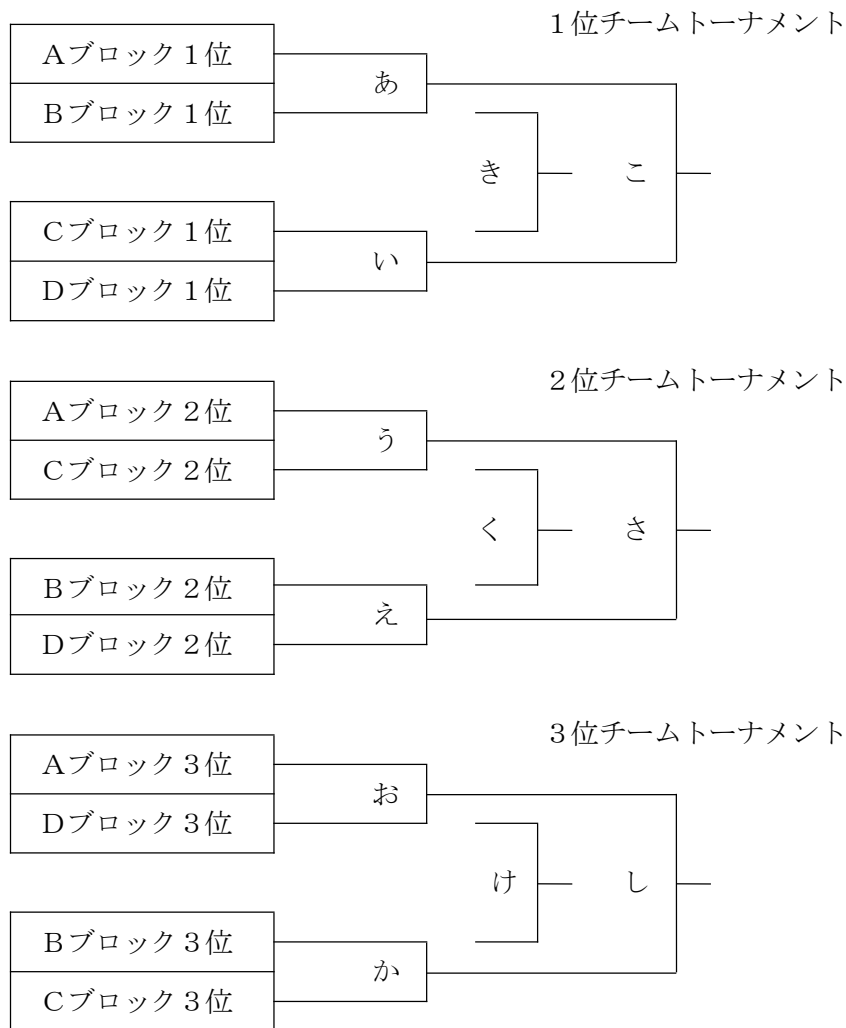 １位チームトーナメント
Ａブロック１位
あ
Ｂブロック１位
き
こ
Ｃブロック１位
い
Ｄブロック１位
２位チームトーナメント
Ａブロック２位
う
Ｃブロック２位
く
さ
Ｂブロック２位
え
Ｄブロック２位
３位チームトーナメント
Ａブロック３位
お
Ｄブロック３位
け
し
Ｂブロック３位
か
Ｃブロック３位